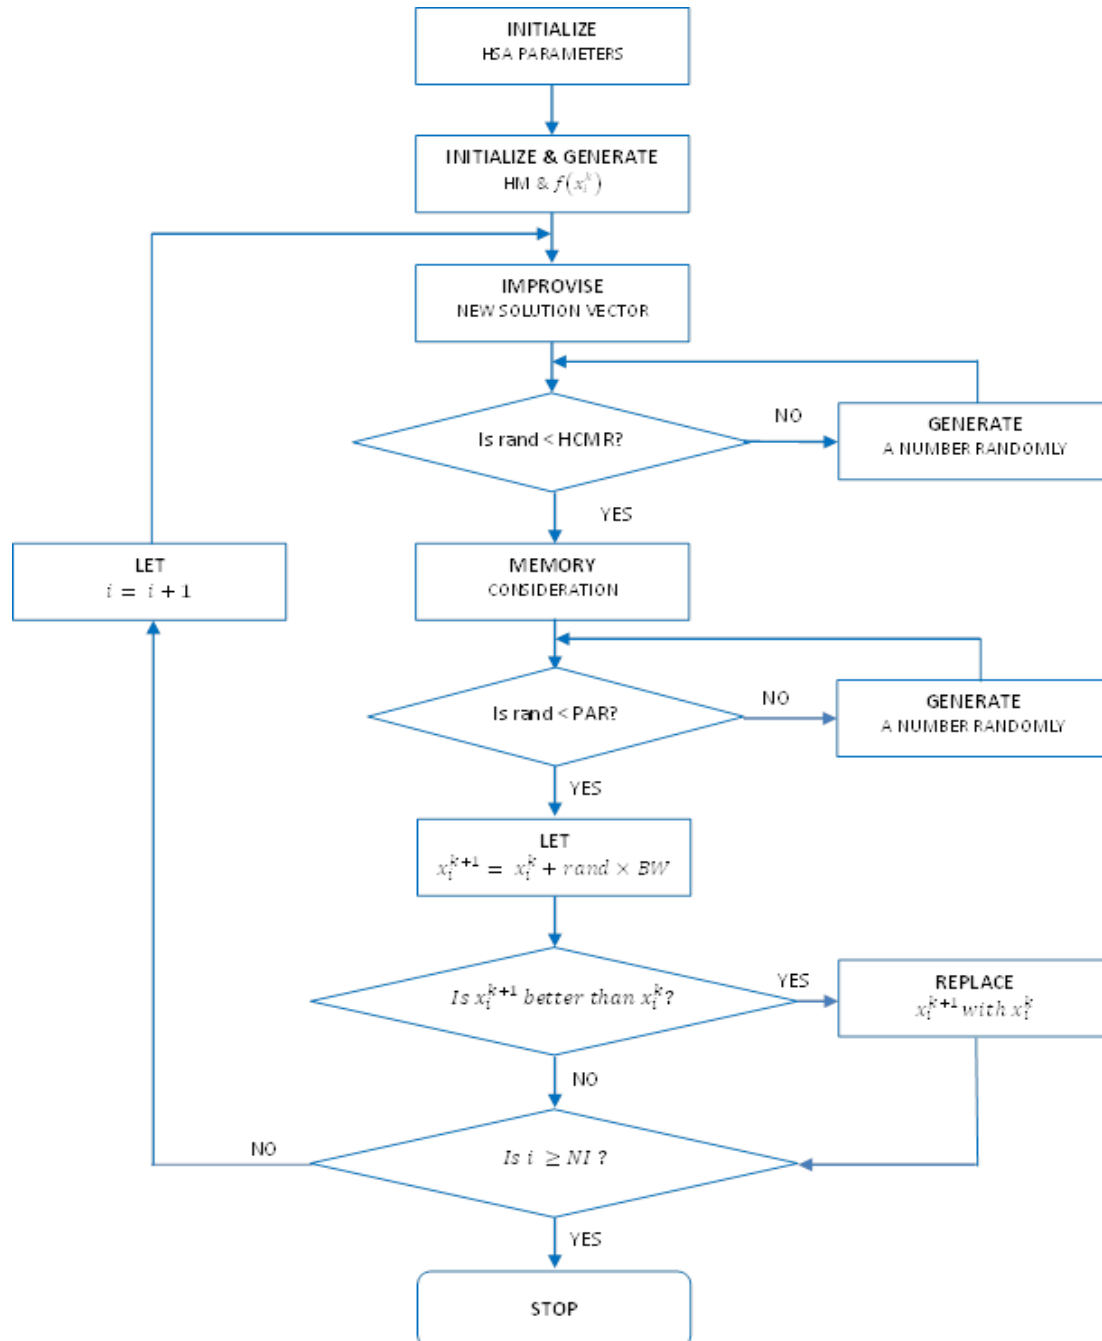 INITIALIZE
HSA PARAMETERS
INITIALIZE & GENERATE
HM & f(x_i^k)
IMPROVISE
NEW SOLUTION VECTOR
Is rand < HCMR?
NO
GENERATE
A NUMBER RANDOMLY
YES
LET
i = i + 1
MEMORY
CONSIDERATION
Is rand < PAR?
NO
GENERATE
A NUMBER RANDOMLY
YES
LET
x_i^{k+1} = x_i^k + rand × BW
Is x_i^{k+1} better than x_i^k?
YES
REPLACE
x_i^{k+1} with x_i^k
NO
Is i ≥ NI ?
NO
YES
STOP